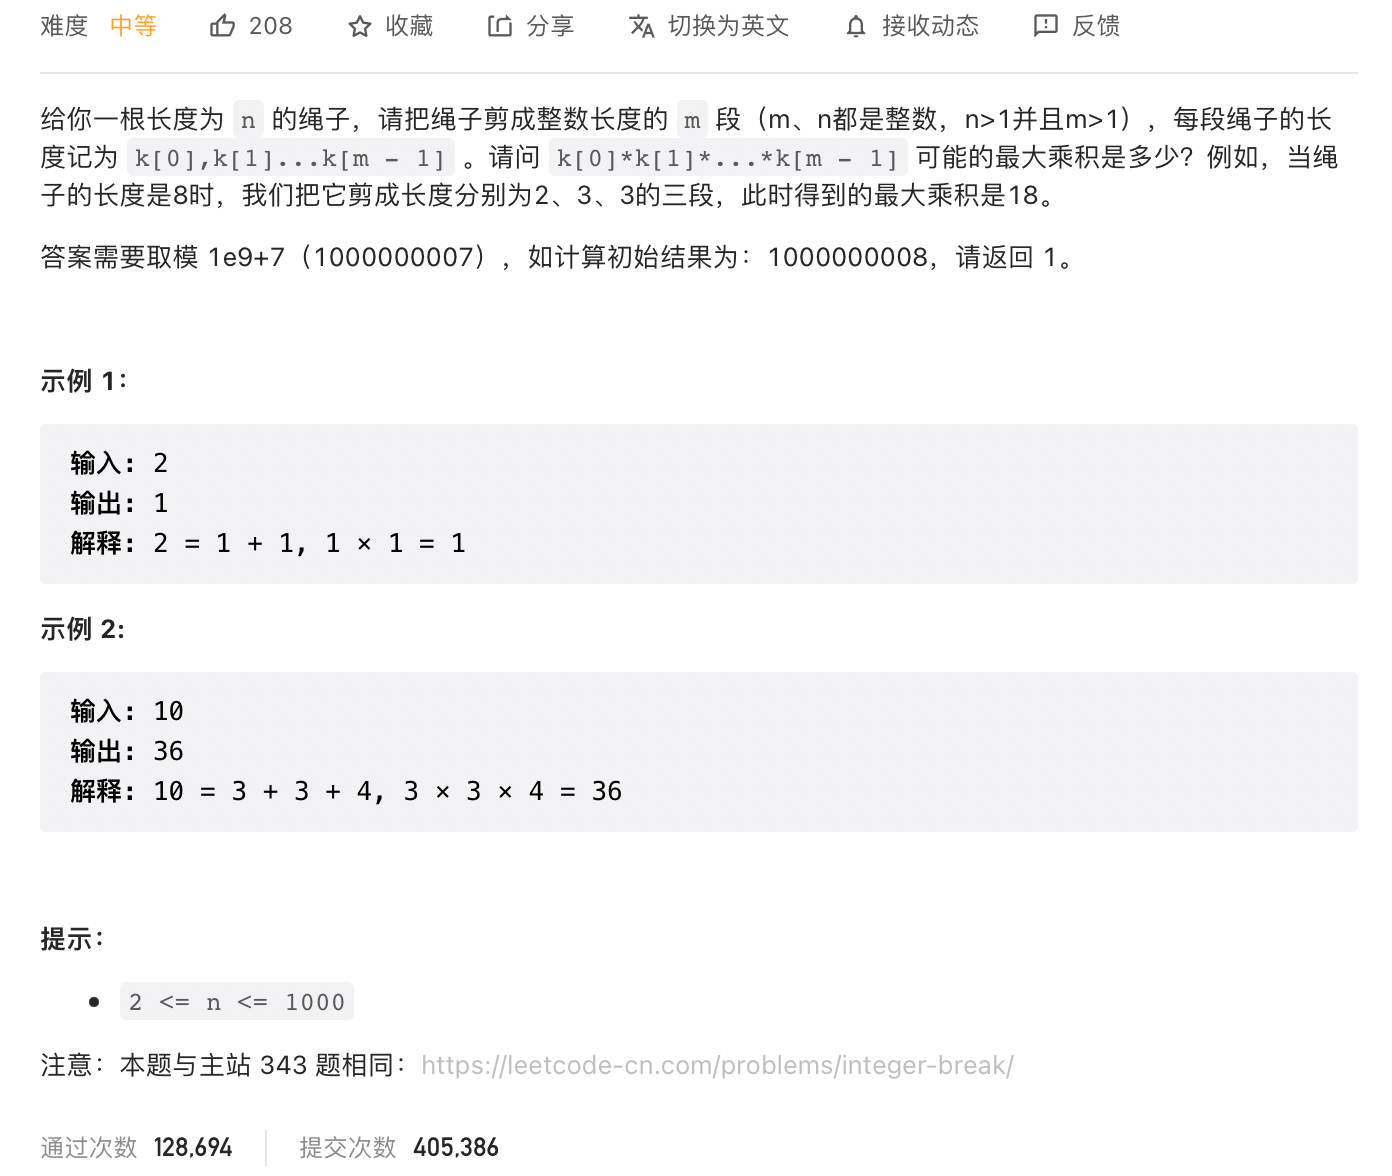 难度 中等 208 收藏 分享 切换为英文 接收动态 反馈
给你一根长度为 n 的绳子，请把绳子剪成整数长度的 m 段（m、n都是整数，n>1并且m>1），每段绳子的长
度记为 k[0],k[1]...k[m - 1] 。请问 k[0]*k[1]*...*k[m - 1] 可能的最大乘积是多少？例如，当绳
子的长度是8时，我们把它剪成长度分别为2、3、3的三段，此时得到的最大乘积是18。
答案需要取模 1e9+7（1000000007），如计算初始结果为：1000000008，请返回 1。
示例 1：
输入: 2
输出: 1
解释: 2 = 1 + 1, 1 × 1 = 1
示例 2:
输入: 10
输出: 36
解释: 10 = 3 + 3 + 4, 3 × 3 × 4 = 36
提示：
• 2 <= n <= 1000
注意：本题与主站 343 题相同：https://leetcode-cn.com/problems/integer-break/
通过次数 128,694 提交次数 405,386